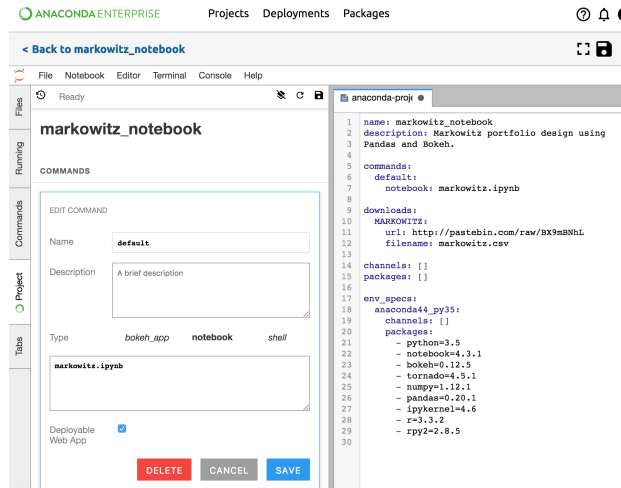 ANACONDA ENTERPRISE
Projects Deployments Packages
< Back to markowitz_notebook
File Notebook Editor Terminal Console Help
Files
Running
Commands
Project
Tabs
Ready
markowitz_notebook
COMMANDS
EDIT COMMAND
Name default
Description A brief description
Type bokeh_app notebook shell
markowitz.ipynb
Deployable
Web App
DELETE CANCEL SAVE
anaconda-proje
1 name: markowitz_notebook
2 description: Markowitz portfolio design using
3 Pandas and Bokeh.
4
5 commands:
6 default:
7 notebook: markowitz.ipynb
8
9 downloads:
10 MARKOWITZ:
11 url: http://pastebin.com/raw/BX9mBNhL
12 filename: markowitz.csv
13
14 channels: []
15 packages: []
16
17 env_specs:
18 anaconda44_py35:
19 channels: []
20 packages:
21 - python=3.5
22 - notebook=4.3.1
23 - bokeh=0.12.5
24 - tornado=4.5.1
25 - numpy=1.12.1
26 - pandas=0.20.1
27 - ipykernel=4.6
28 - r=3.3.2
29 - rpy2=2.8.5
30